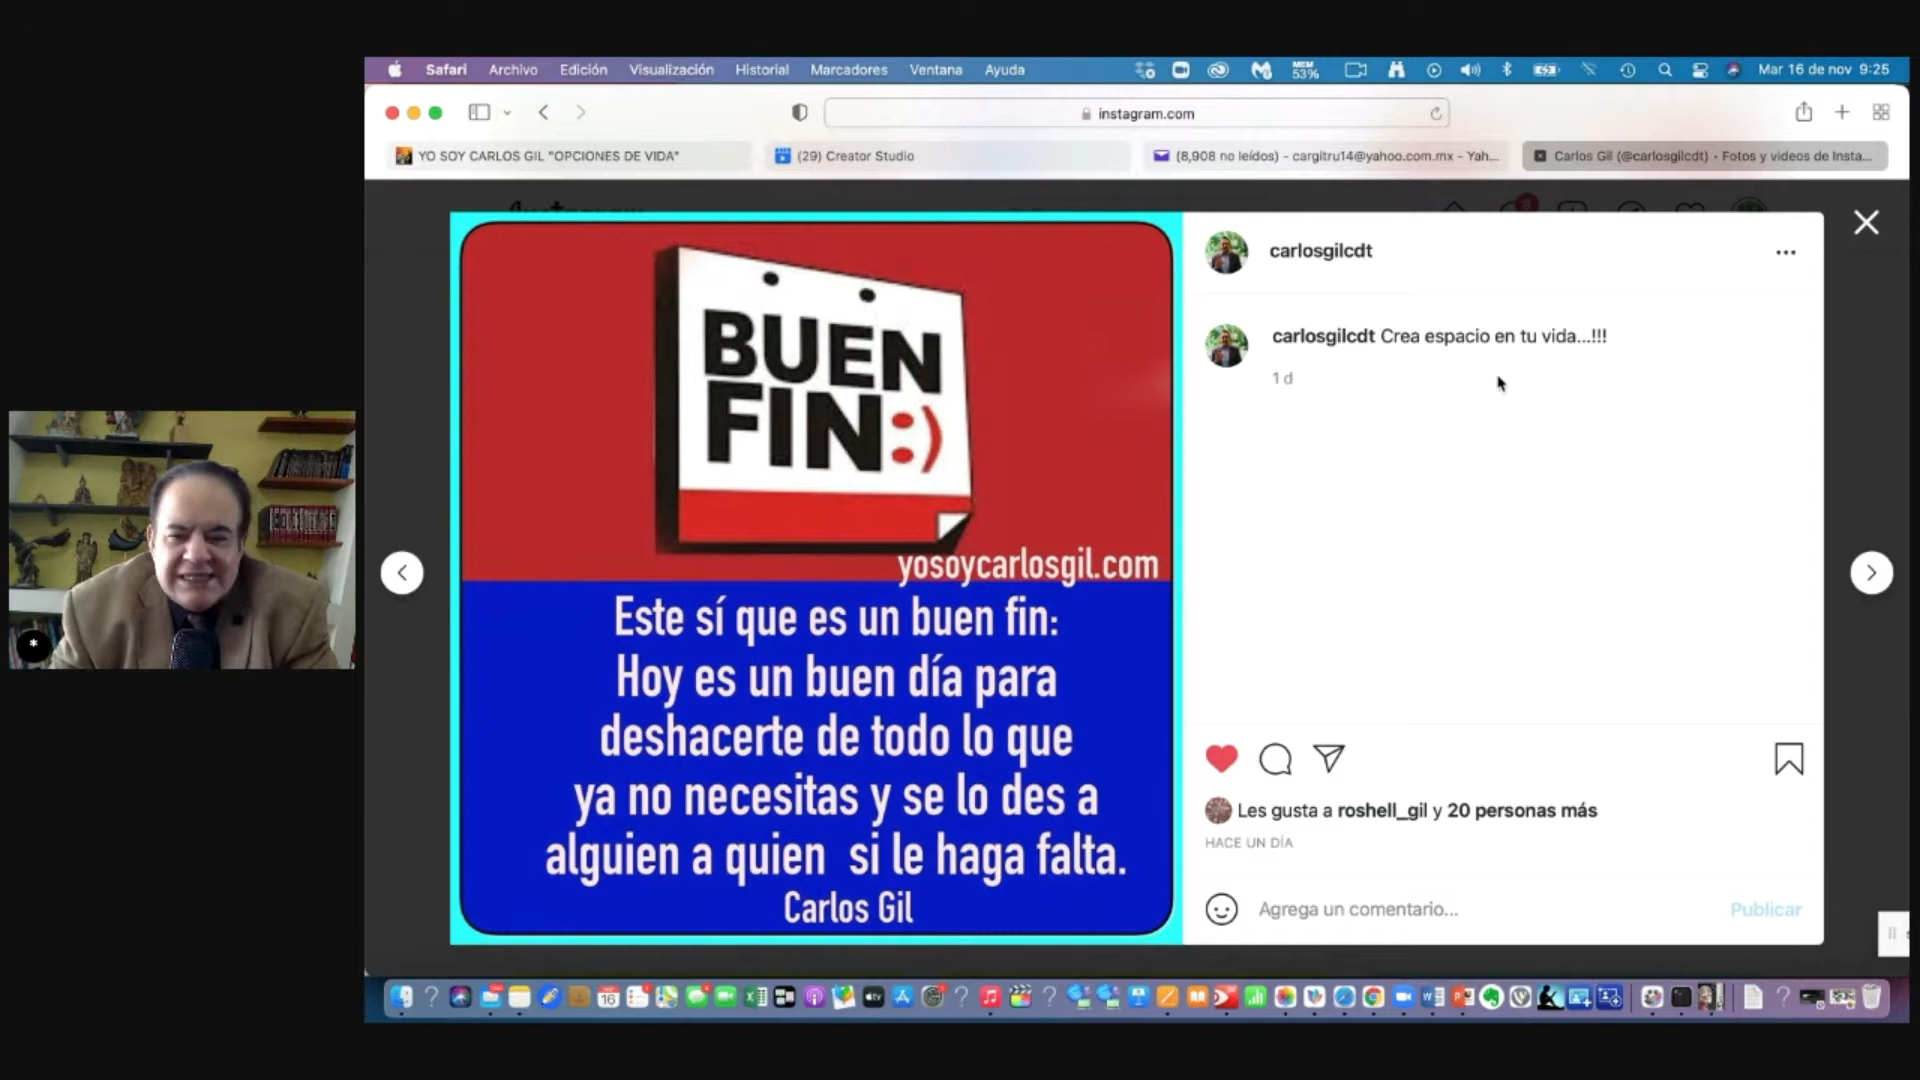 Safari Archivo Edición Visualización Historial Marcadores Ventana Ayuda MEM 53% Mar 16 de nov 9:25
instagram.com
YO SOY CARLOS GIL "OPCIONES DE VIDA" (29) Creator Studio (8,908 no leídos) - cargitru14@yahoo.com.mx - Yah... Carlos Gil (@carlosgilcdt) • Fotos y videos de Insta...
BUEN
FIN:)
yosoycarlosgil.com
Este sí que es un buen fin:
Hoy es un buen día para
deshacerte de todo lo que
ya no necesitas y se lo des a
alguien a quien si le haga falta.
Carlos Gil
carlosgilcdt
carlosgilcdt Crea espacio en tu vida...!!!
1 d
Les gusta a roshell_gil y 20 personas más
HACE UN DÍA
Agrega un comentario... Publicar
16